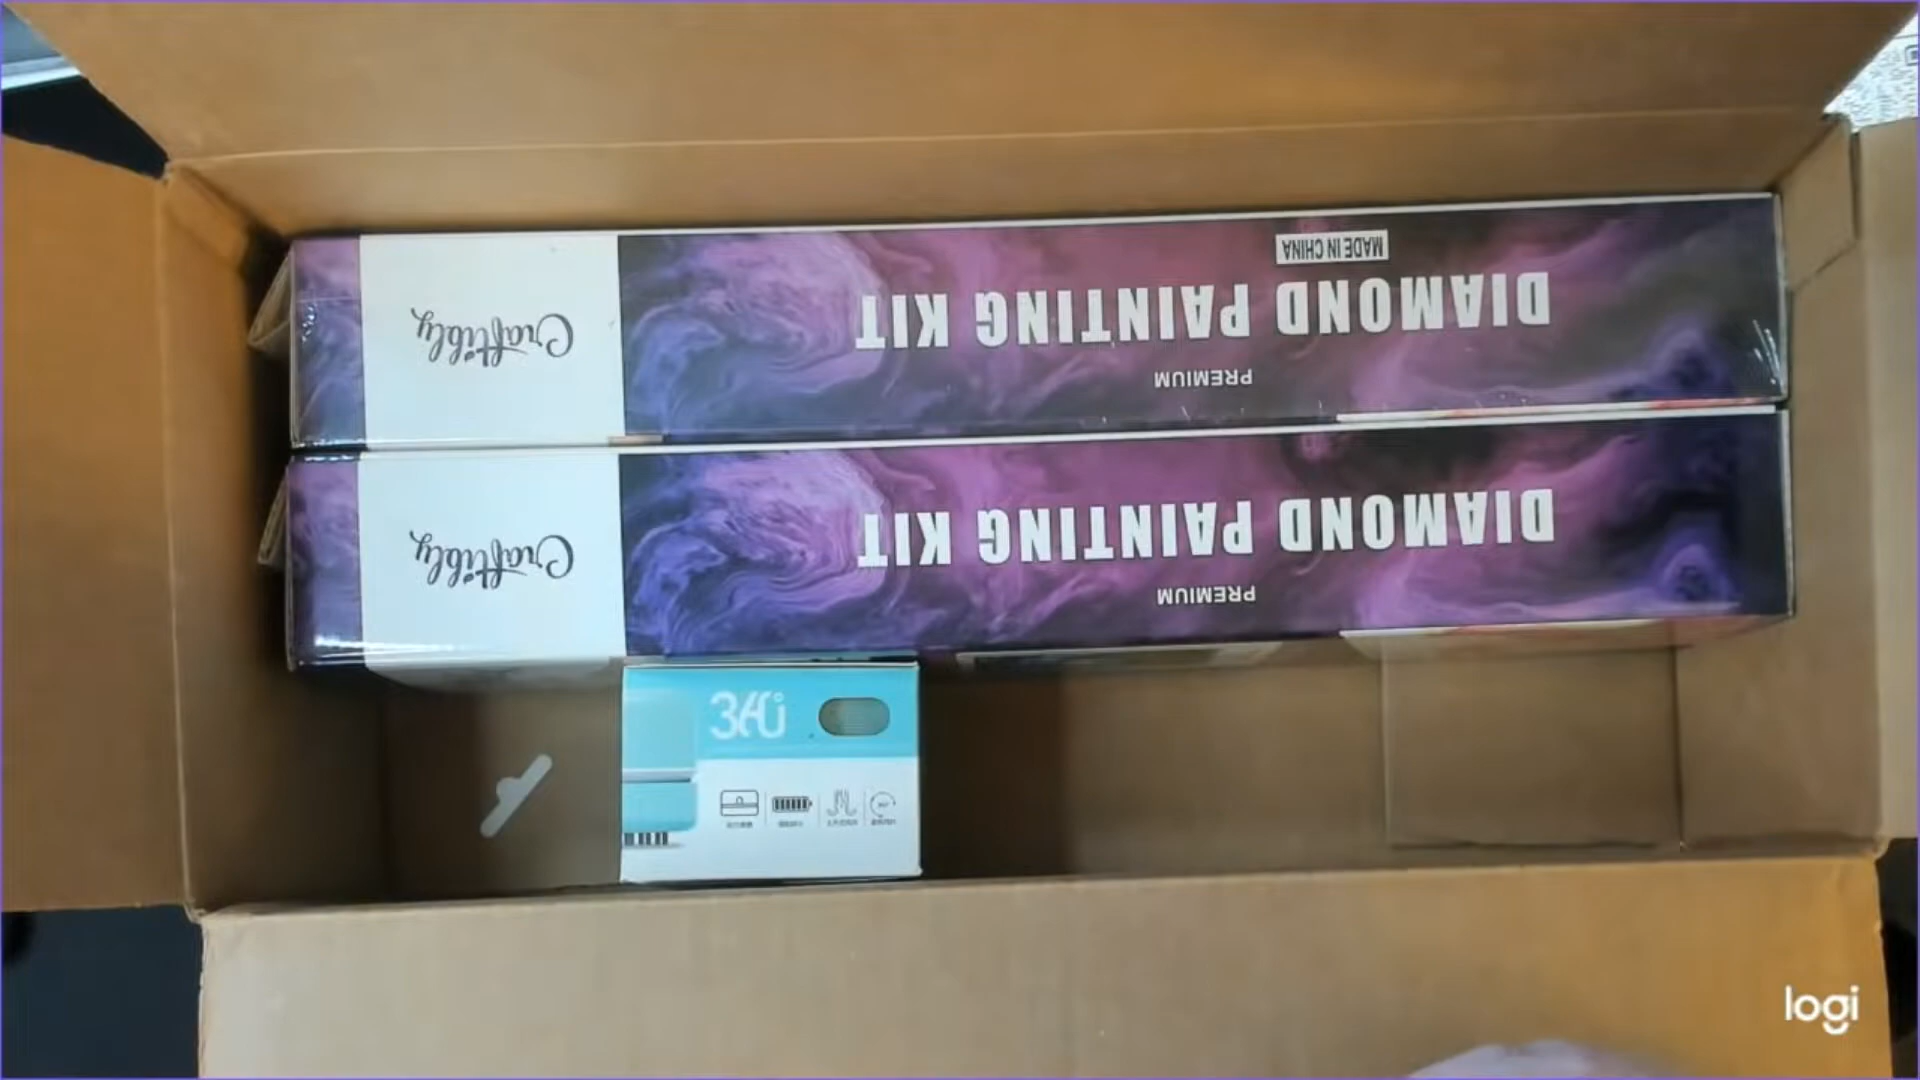 MADE IN CHINA
DIAMOND PAINTING KIT
PREMIUM
Craftibly
DIAMOND PAINTING KIT
PREMIUM
Craftibly
360°
logi